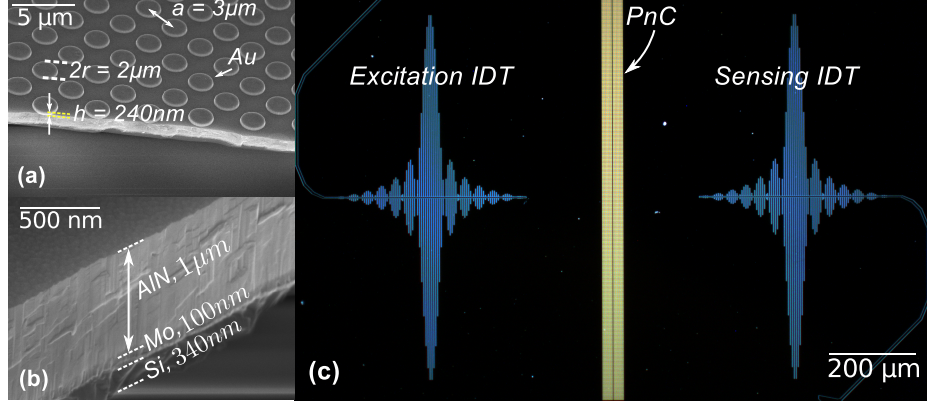 5 μm
a = 3μm
Au
2r = 2μm
h = 240nm
(a)
500 nm
AlN, 1μm
Mo, 100nm
Si, 340nm
(b)
PnC
Excitation IDT
Sensing IDT
(c)
200 μm